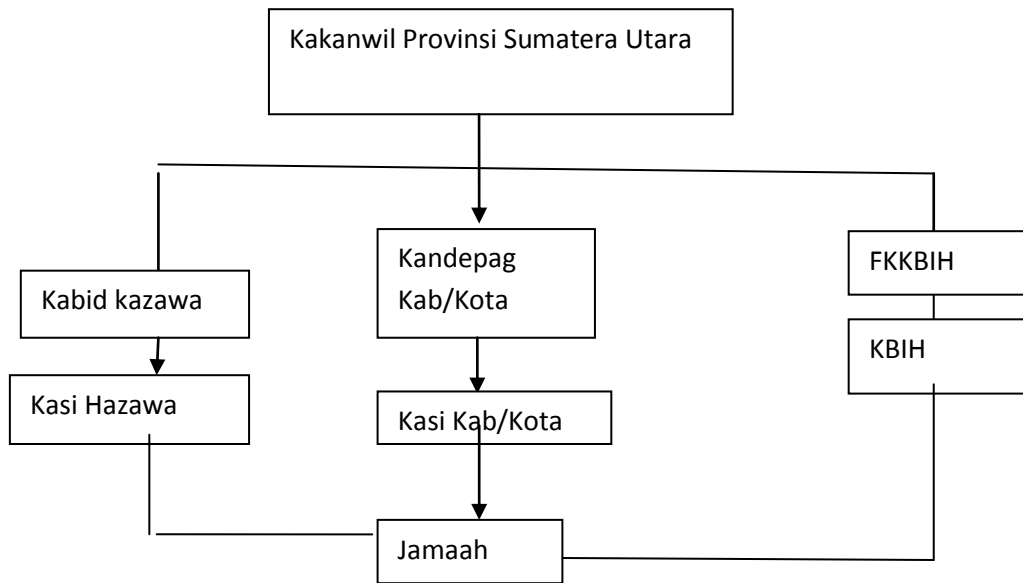 Kakanwil Provinsi Sumatera Utara
Kandepag
Kab/Kota
FKKBIH
Kabid kazawa
KBIH
Kasi Hazawa
Kasi Kab/Kota
Jamaah